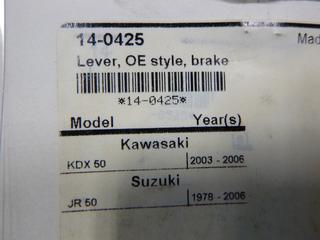 14-0425
Lever, OE style, brake
*14-0425*
Model Year(s)
Kawasaki
KDX 50 2003 - 2006
Suzuki
JR 50 1978 - 2006